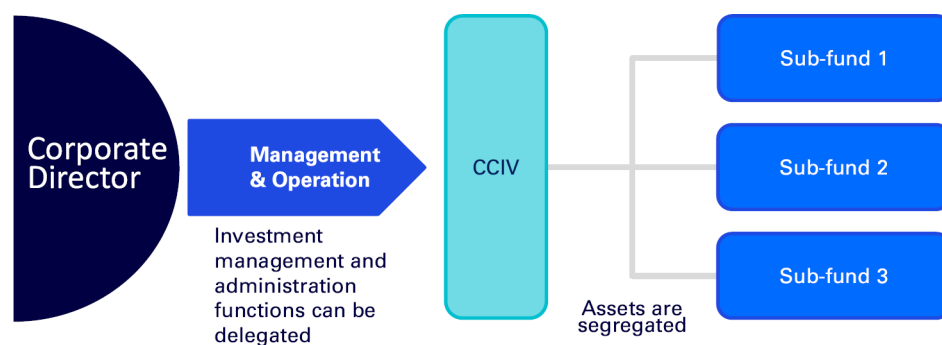 Corporate
Director
Management
& Operation
Investment
management and
administration
functions can be
delegated
CCIV
Assets are
segregated
Sub-fund 1
Sub-fund 2
Sub-fund 3